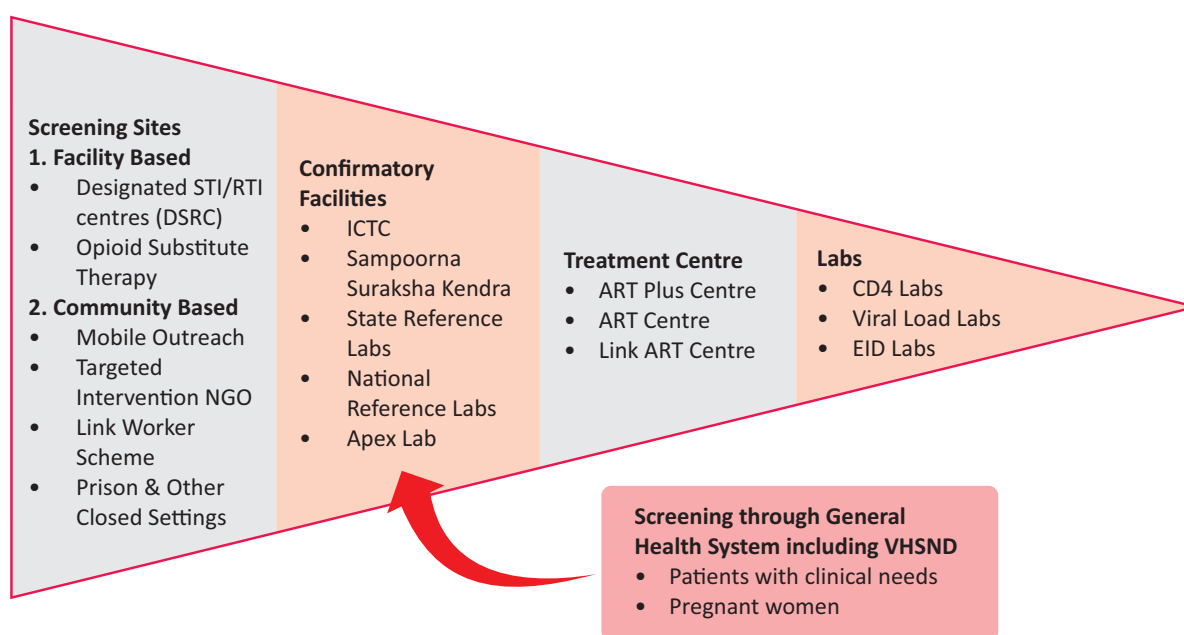 Screening Sites
1. Facility Based
• Designated STI/RTI
centres (DSRC)
• Opioid Substitute
Therapy
2. Community Based
• Mobile Outreach
• Targeted
Intervention NGO
• Link Worker
Scheme
• Prison & Other
Closed Settings
Confirmatory
Facilities
• ICTC
• Sampoorna
Suraksha Kendra
• State Reference
Labs
• National
Reference Labs
• Apex Lab
Treatment Centre
• ART Plus Centre
• ART Centre
• Link ART Centre
Labs
• CD4 Labs
• Viral Load Labs
• EID Labs
Screening through General
Health System including VHSND
• Patients with clinical needs
• Pregnant women